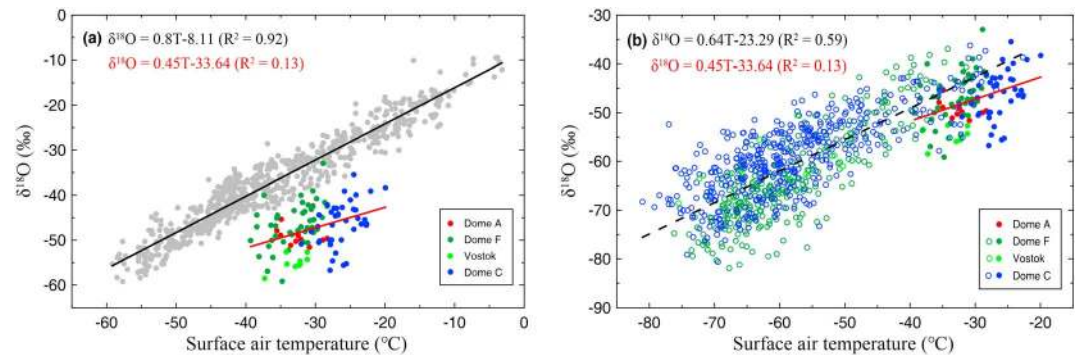 (a) δ¹⁸O = 0.8T-8.11 (R² = 0.92)
δ¹⁸O = 0.45T-33.64 (R² = 0.13)
0
-10
-20
-30
-40
-50
-60
δ¹⁸O (‰)
Dome A
Dome F
Vostok
Dome C
-60 -50 -40 -30 -20 -10 0
Surface air temperature (°C)
(b) δ¹⁸O = 0.64T-23.29 (R² = 0.59)
δ¹⁸O = 0.45T-33.64 (R² = 0.13)
-30
-40
-50
-60
-70
-80
-90
δ¹⁸O (‰)
Dome A
Dome F
Vostok
Dome C
-80 -70 -60 -50 -40 -30 -20
Surface air temperature (°C)